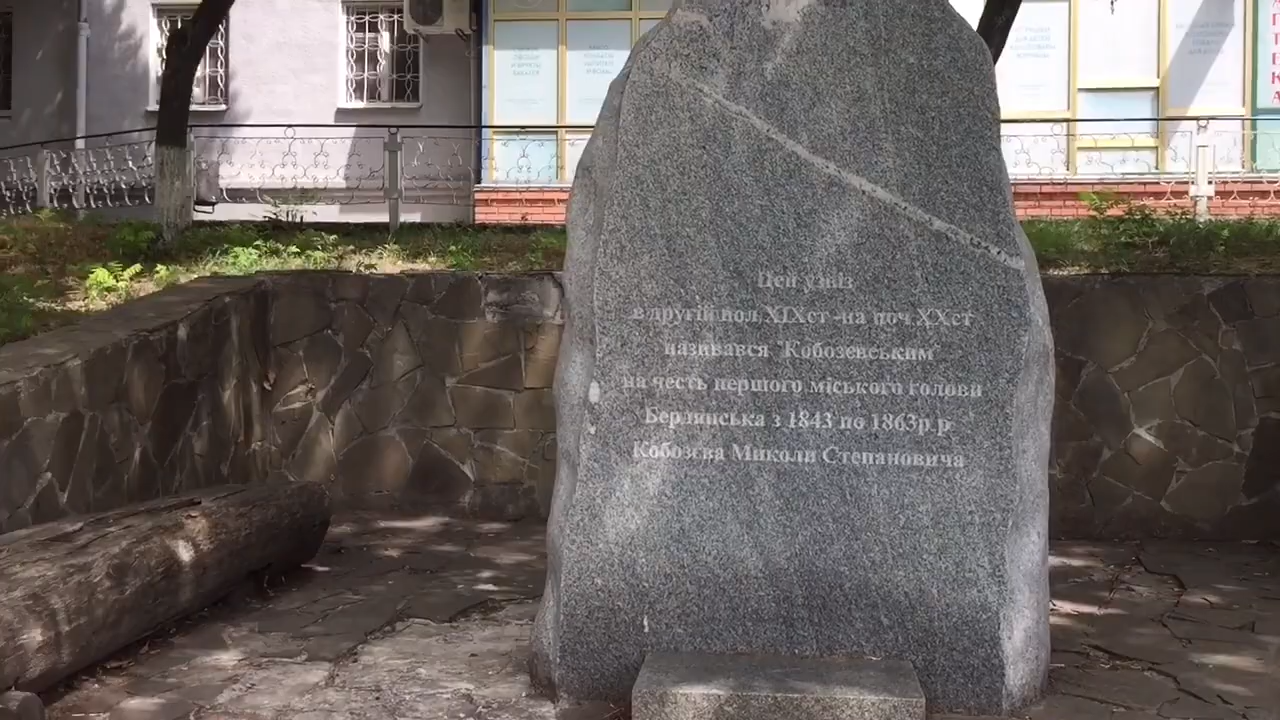 Цей узвіз
в другій пол.XIXст-на поч.XXст
називався "Кобозевським"
на честь першого міського голови
Бердянська з 1843 по 1863р.р
Кобозєва Миколи Степановича
АПТЕКА